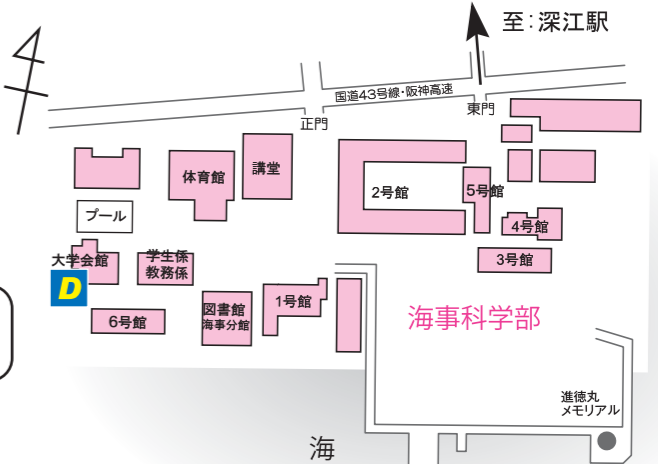 至：深江駅
国道43号線・阪神高速
正門
東門
体育館
講堂
2号館
5号館
プール
4号館
大学会館
学生係
教務係
3号館
D
6号館
図書館
海事分館
1号館
海事科学部
進徳丸
メモリアル
海